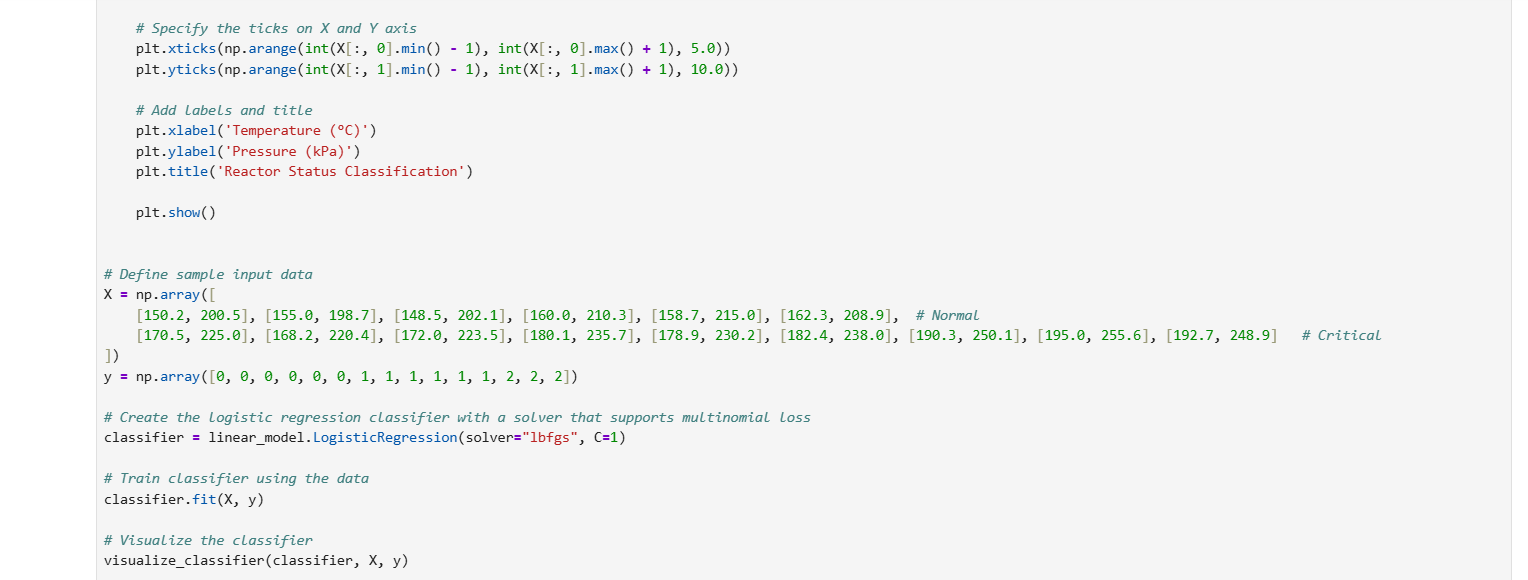 # Specify the ticks on X and Y axis
    plt.xticks(np.arange(int(X[:, 0].min() - 1), int(X[:, 0].max() + 1), 5.0))
    plt.yticks(np.arange(int(X[:, 1].min() - 1), int(X[:, 1].max() + 1), 10.0))

    # Add labels and title
    plt.xlabel('Temperature (ºC)')
    plt.ylabel('Pressure (kPa)')
    plt.title('Reactor Status Classification')

    plt.show()


# Define sample input data
X = np.array([
    [150.2, 200.5], [155.0, 198.7], [148.5, 202.1], [160.0, 210.3], [158.7, 215.0], [162.3, 208.9],  # Normal
    [170.5, 225.0], [168.2, 220.4], [172.0, 223.5], [180.1, 235.7], [178.9, 230.2], [182.4, 238.0], [190.3, 250.1], [195.0, 255.6], [192.7, 248.9]   # Critical
])
y = np.array([0, 0, 0, 0, 0, 0, 1, 1, 1, 1, 1, 1, 2, 2, 2])

# Create the logistic regression classifier with a solver that supports multinomial loss
classifier = linear_model.LogisticRegression(solver="lbfgs", C=1)

# Train classifier using the data
classifier.fit(X, y)

# Visualize the classifier
visualize_classifier(classifier, X, y)